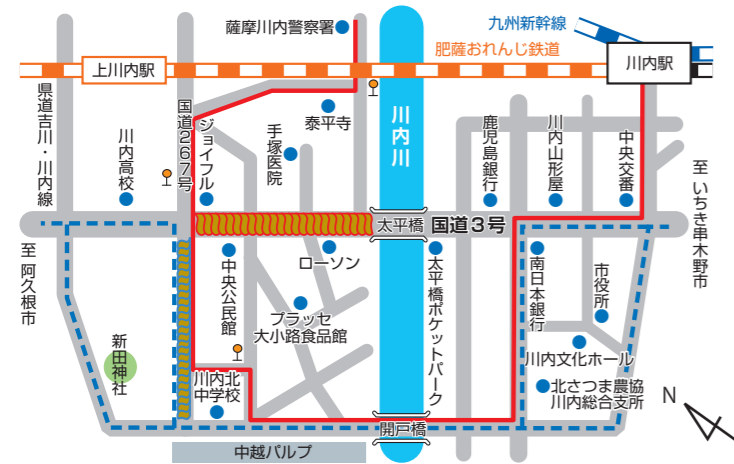 薩摩川内警察署
九州新幹線
肥薩おれんじ鉄道
上川内駅
川内駅
県道吉川・川内線
川内高校
国道267号
ジョイフル
手塚医院
泰平寺
川内川
鹿児島銀行
川内山形屋
中央交番
至 いちき串木野市
太平橋
国道3号
至 阿久根市
新田神社
中央公民館
ローソン
プラッセ
大小路食品館
太平橋ポケットパーク
南日本銀行
市役所
川内文化ホール
北さつま農協
川内総合支所
川内北
中学校
開戸橋
中越パルプ
N